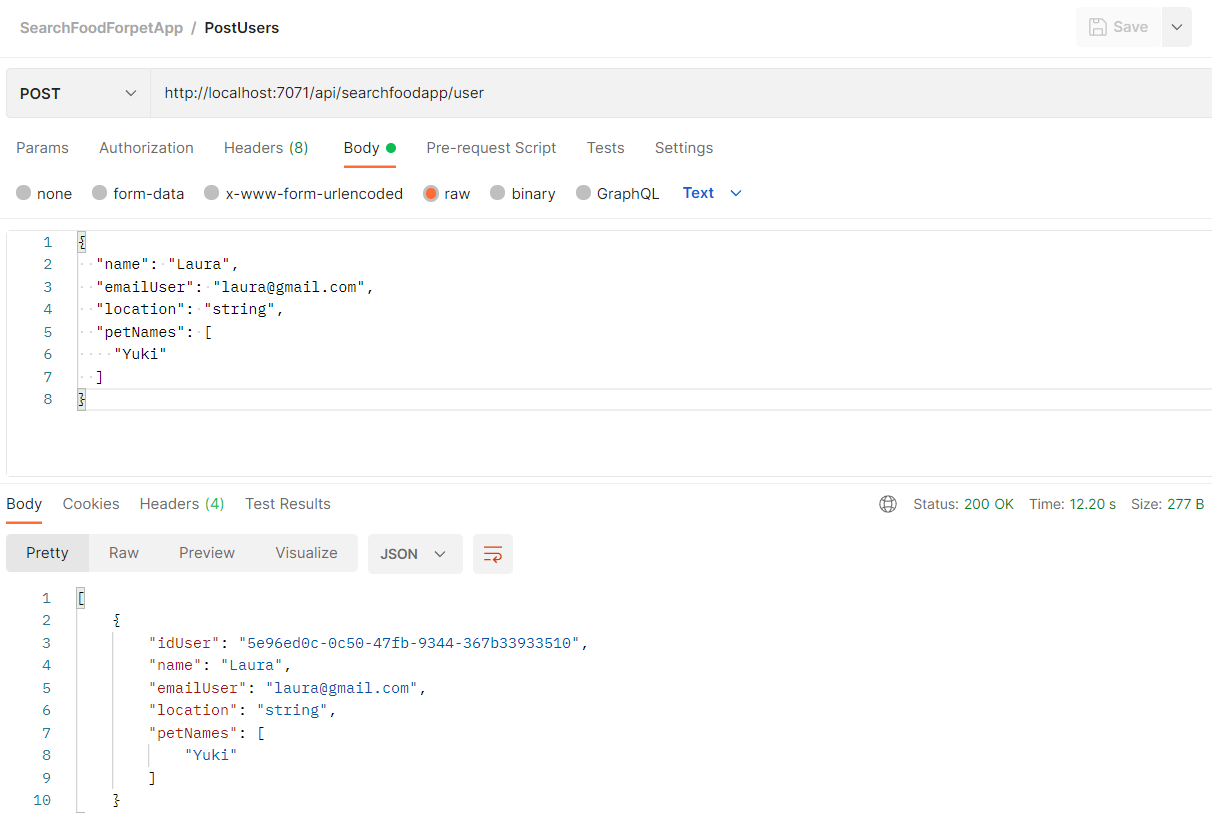 SearchFoodForpetApp / PostUsers
Save
POST http://localhost:7071/api/searchfoodapp/user
Params Authorization Headers (8) Body Pre-request Script Tests Settings
none form-data x-www-form-urlencoded raw binary GraphQL Text
1 {
2 "name": "Laura",
3 "emailUser": "laura@gmail.com",
4 "location": "string",
5 "petNames": [
6 "Yuki"
7 ]
8 }
Body Cookies Headers (4) Test Results Status: 200 OK Time: 12.20 s Size: 277 B
Pretty Raw Preview Visualize JSON
1 [
2 {
3 "idUser": "5e96ed0c-0c50-47fb-9344-367b33933510",
4 "name": "Laura",
5 "emailUser": "laura@gmail.com",
6 "location": "string",
7 "petNames": [
8 "Yuki"
9 ]
10 }